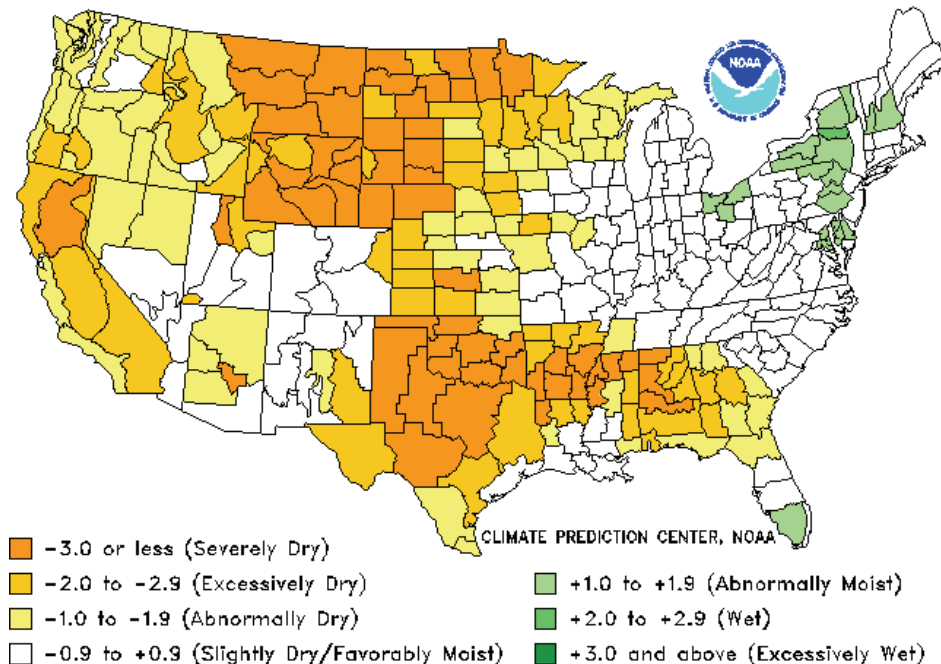 NOAA
CLIMATE PREDICTION CENTER, NOAA
-3.0 or less (Severely Dry)
-2.0 to -2.9 (Excessively Dry)
-1.0 to -1.9 (Abnormally Dry)
-0.9 to +0.9 (Slightly Dry/Favorably Moist)
+1.0 to +1.9 (Abnormally Moist)
+2.0 to +2.9 (Wet)
+3.0 and above (Excessively Wet)